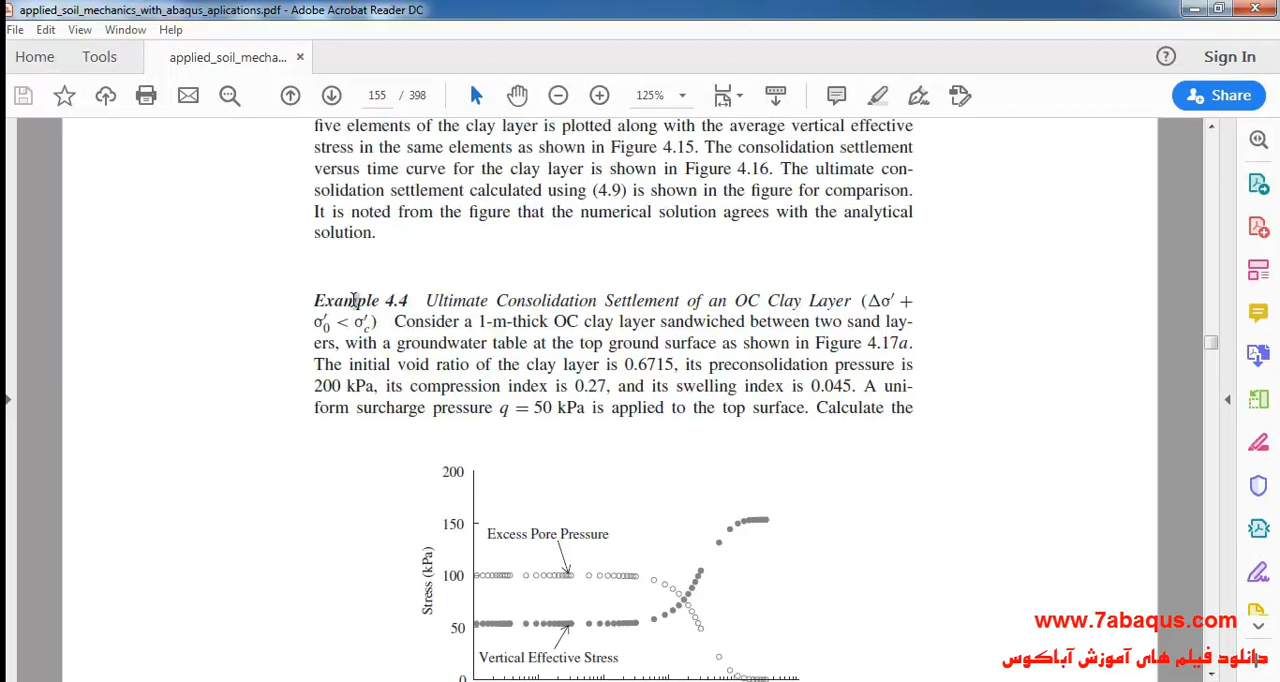 applied_soil_mechanics_with_abaqus_aplications.pdf - Adobe Acrobat Reader DC
File Edit View Window Help
Home Tools applied_soil_mecha... × Sign In
155 / 398 125% Share
five elements of the clay layer is plotted along with the average vertical effective
stress in the same elements as shown in Figure 4.15. The consolidation settlement
versus time curve for the clay layer is shown in Figure 4.16. The ultimate con-
solidation settlement calculated using (4.9) is shown in the figure for comparison.
It is noted from the figure that the numerical solution agrees with the analytical
solution.
Example 4.4 Ultimate Consolidation Settlement of an OC Clay Layer (Δσ′ +
σ′0 < σ′c) Consider a 1-m-thick OC clay layer sandwiched between two sand lay-
ers, with a groundwater table at the top ground surface as shown in Figure 4.17a.
The initial void ratio of the clay layer is 0.6715, its preconsolidation pressure is
200 kPa, its compression index is 0.27, and its swelling index is 0.045. A uni-
form surcharge pressure q = 50 kPa is applied to the top surface. Calculate the
200
150
Excess Pore Pressure
100
Stress (kPa)
50
Vertical Effective Stress
0
www.7abaqus.com
دانلود فیلم های آموزش آباکوس